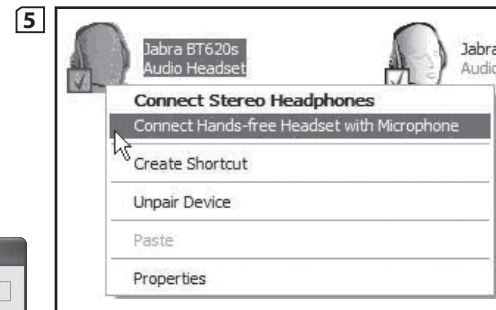 5
Jabra BT620s
Audio Headset
Jabra
Audio
Connect Stereo Headphones
Connect Hands-free Headset with Microphone
Create Shortcut
Unpair Device
Paste
Properties